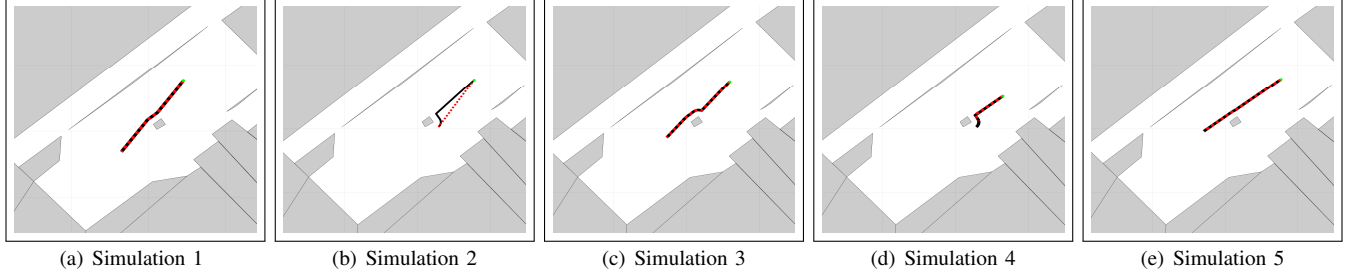 (a) Simulation 1
(b) Simulation 2
(c) Simulation 3
(d) Simulation 4
(e) Simulation 5